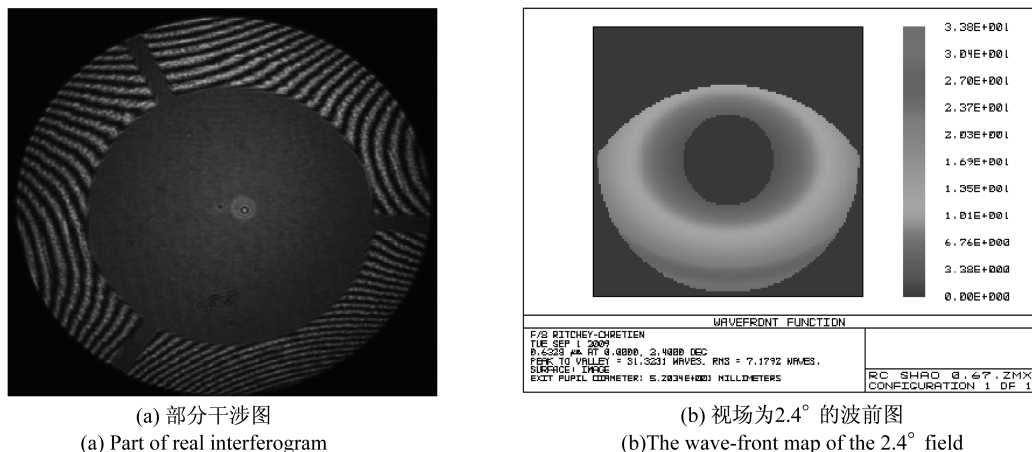 3.38E+001
3.04E+001
2.70E+001
2.37E+001
2.03E+001
1.69E+001
1.35E+001
1.01E+001
6.76E+000
3.38E+000
0.00E+000
WAVEFRONT FUNCTION
F/8 RITCHEY-CHRETIEN
TUE SEP 1 2009
0.6328 µm AT 0.0000, 2.4000 DEG
PEAK TO VALLEY = 31.3231 WAVES, RMS = 7.1792 WAVES.
SURFACE: IMAGE
EXIT PUPIL DIAMETER: 5.2034E+001 MILLIMETERS
RC SHAO 0.67.ZMX
CONFIGURATION 1 OF 1
(a) 部分干涉图
(a) Part of real interferogram
(b) 视场为2.4° 的波前图
(b)The wave-front map of the 2.4° field